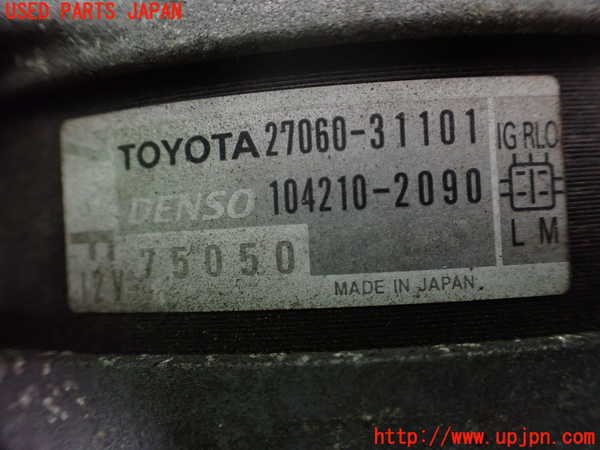 USED PARTS JAPAN
TOYOTA 27060-31101 IG RLO
DENSO 104210-2090
75050 L M
12V MADE IN JAPAN
http://www.upjpn.com/